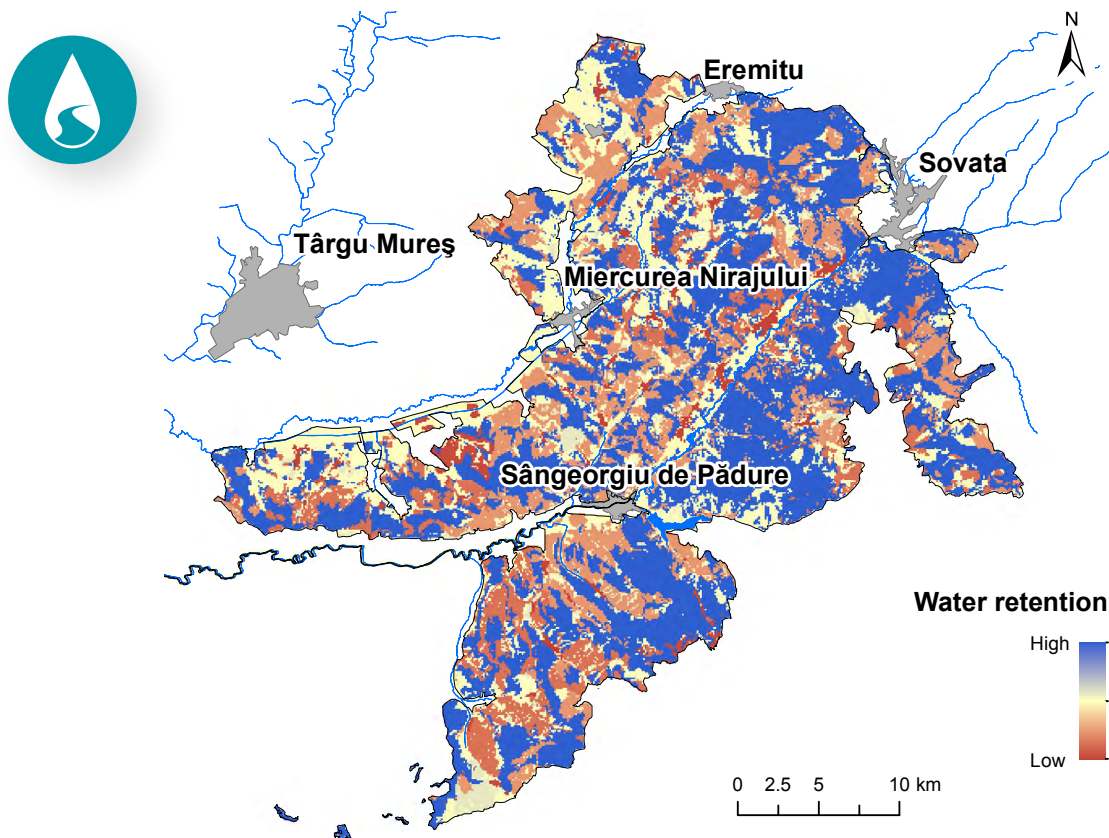 N
Eremitu
Sovata
Târgu Mureş
Miercurea Nirajului
Sângeorgiu de Pădure
Water retention
High
Low
0 2.5 5 10 km